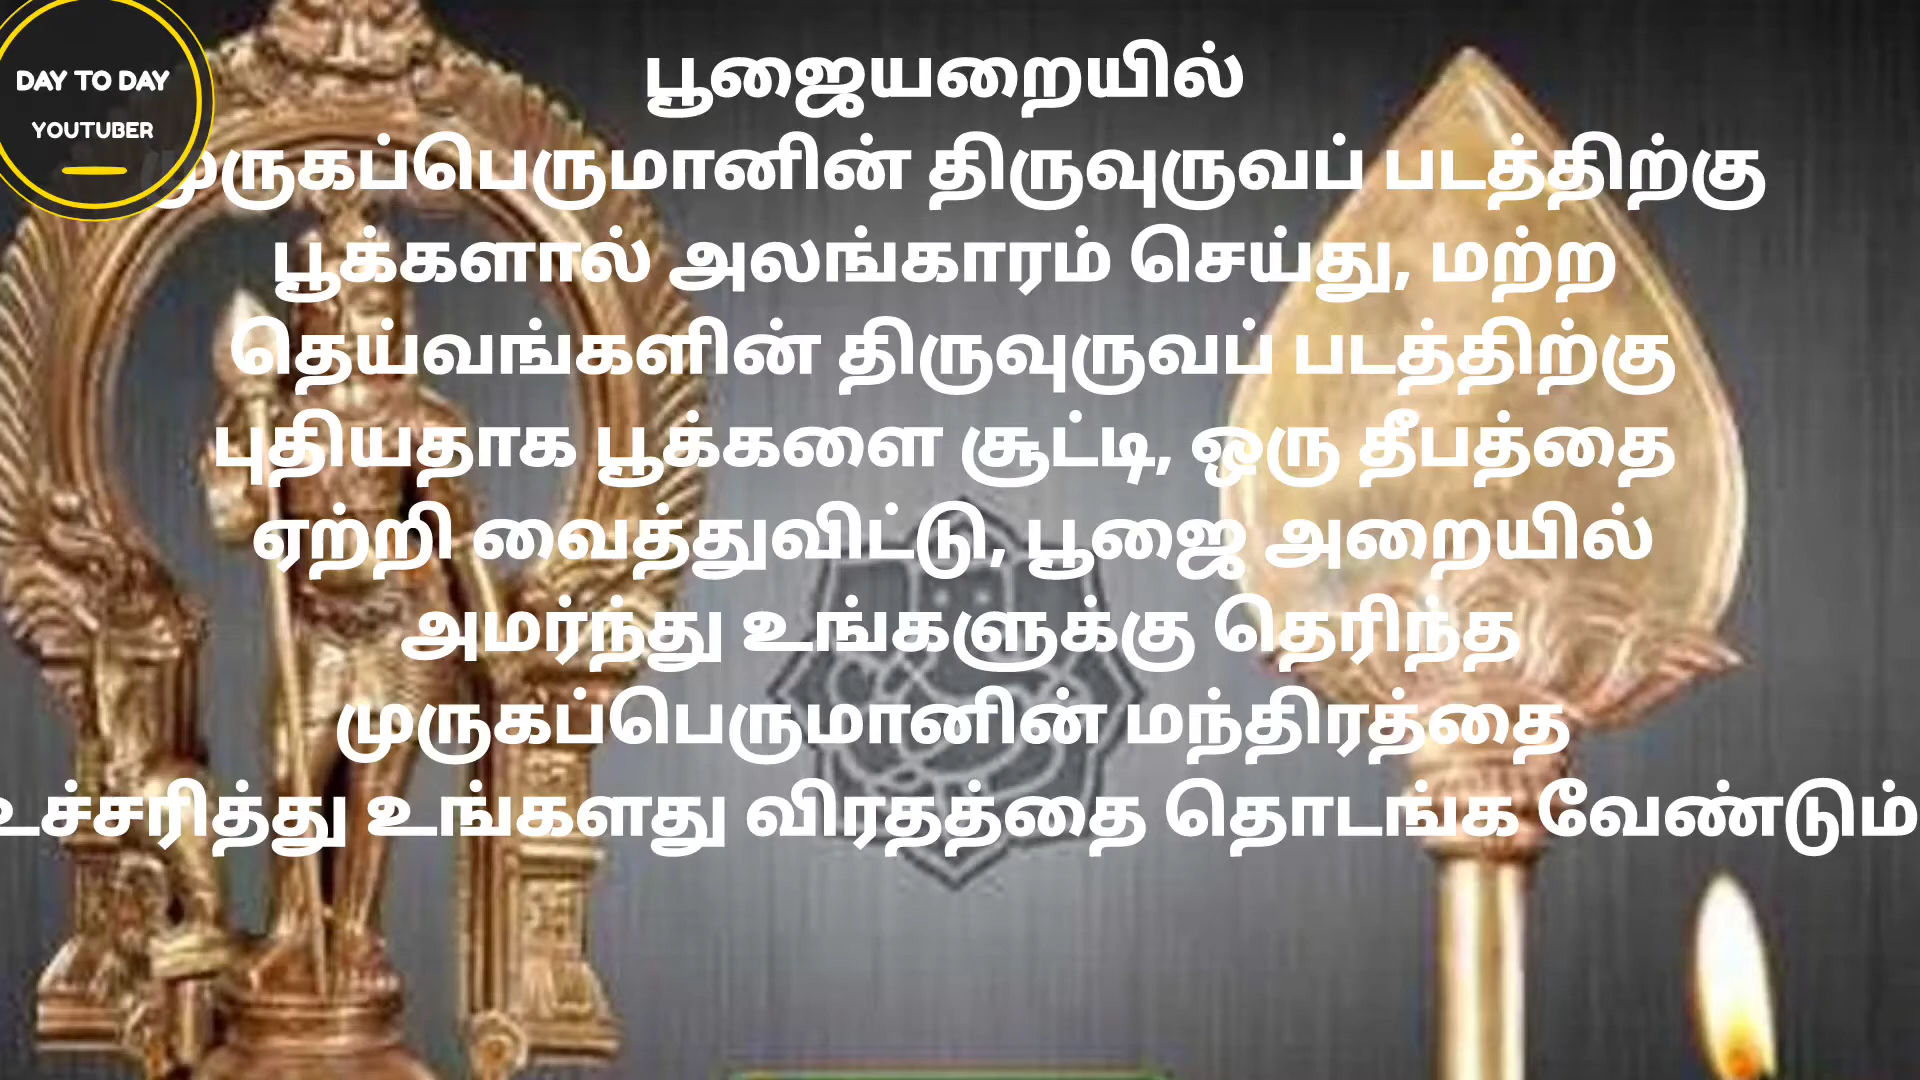 DAY TO DAY
YOUTUBER
பூஜையறையில்
முருகப்பெருமானின் திருவுருவப் படத்திற்கு
பூக்களால் அலங்காரம் செய்து, மற்ற
தெய்வங்களின் திருவுருவப் படத்திற்கு
புதியதாக பூக்களை சூட்டி, ஒரு தீபத்தை
ஏற்றி வைத்துவிட்டு, பூஜை அறையில்
அமர்ந்து உங்களுக்கு தெரிந்த
முருகப்பெருமானின் மந்திரத்தை
உச்சரித்து உங்களது விரதத்தை தொடங்க வேண்டும்